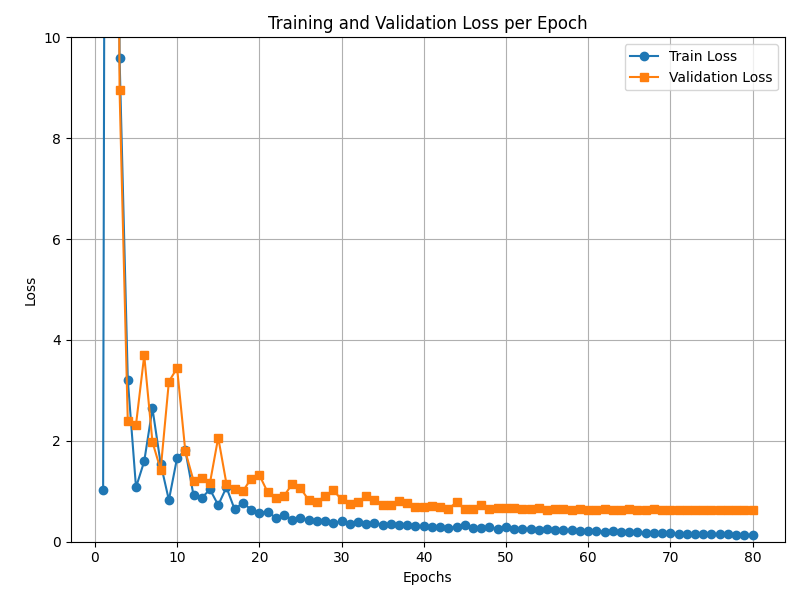 Training and Validation Loss per Epoch
Train Loss
Validation Loss
Loss
10
8
6
4
2
0
0 10 20 30 40 50 60 70 80
Epochs